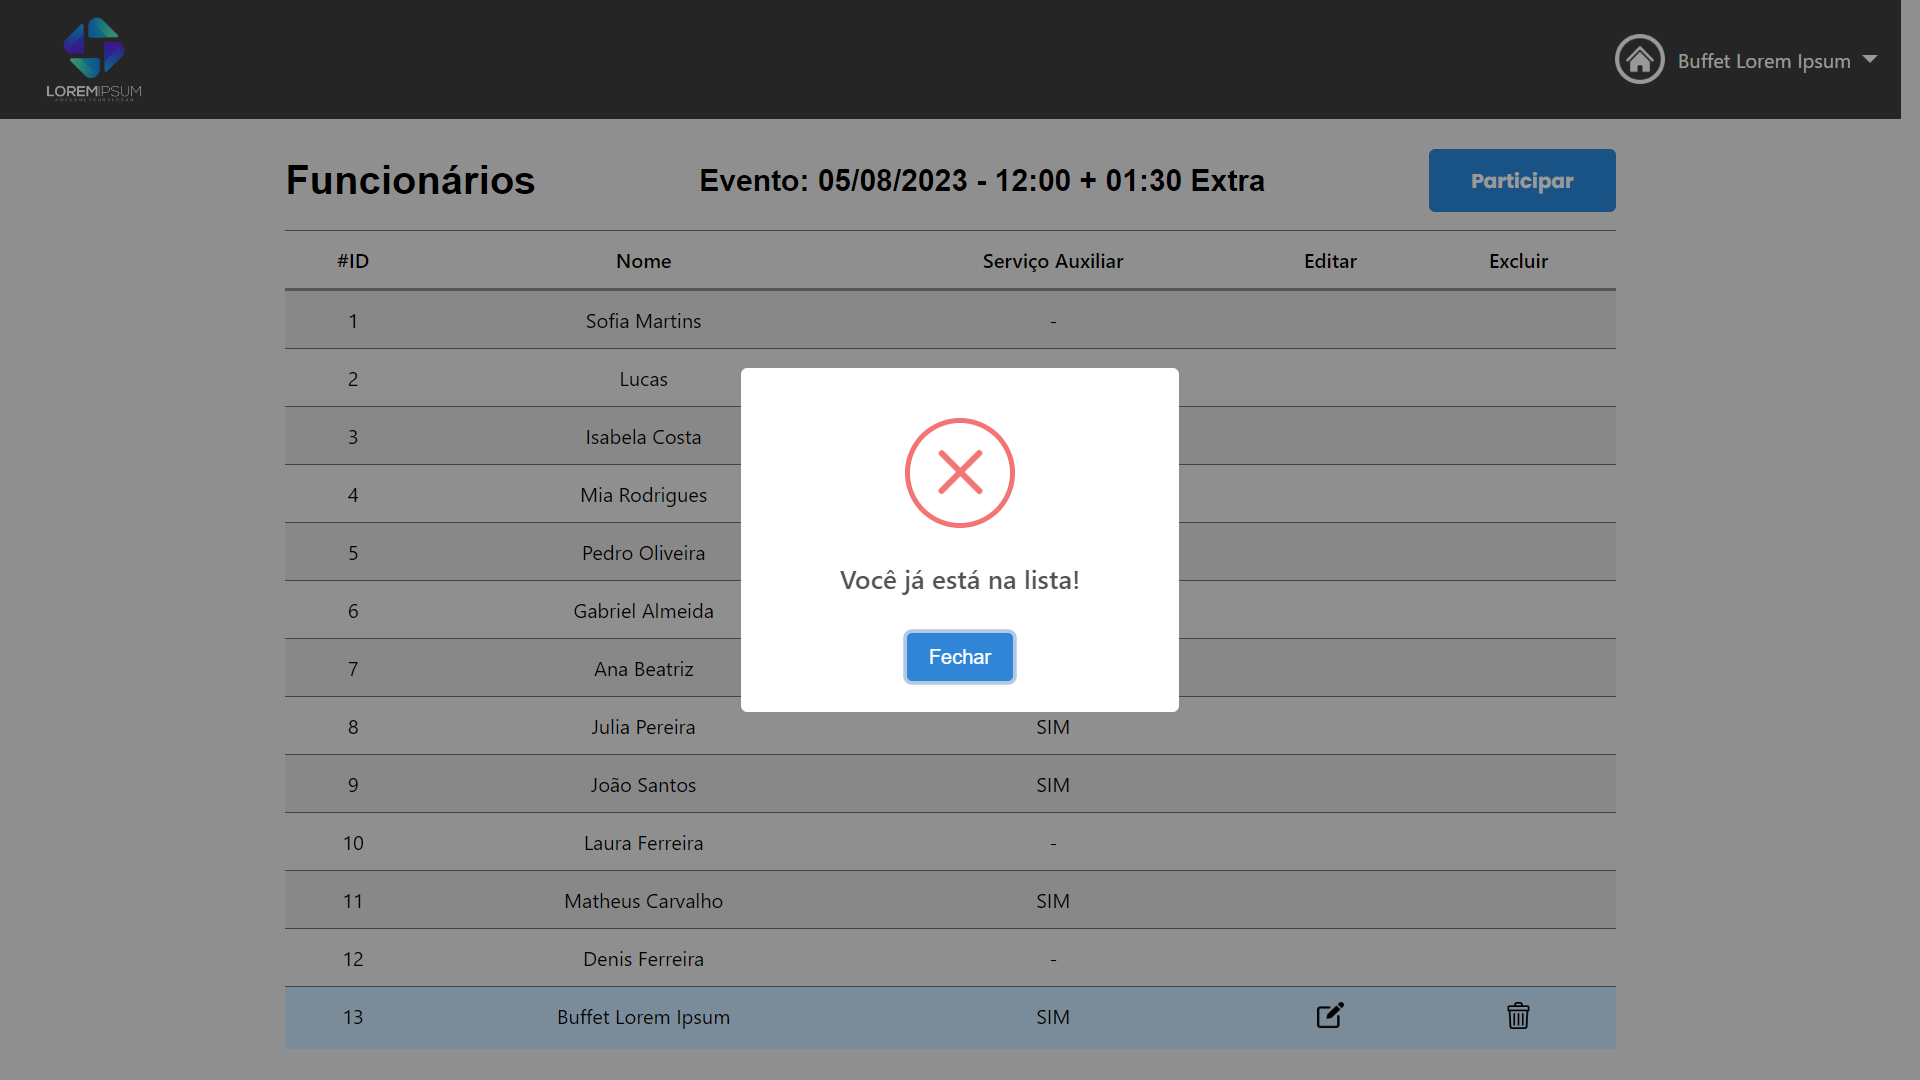 LOREMIPSUM
Buffet Lorem Ipsum
Funcionários
Evento: 05/08/2023 - 12:00 + 01:30 Extra
Participar
#ID Nome Serviço Auxiliar Editar Excluir
1 Sofia Martins -
2 Lucas
3 Isabela Costa
4 Mia Rodrigues
5 Pedro Oliveira
6 Gabriel Almeida
7 Ana Beatriz
8 Julia Pereira SIM
9 João Santos SIM
10 Laura Ferreira -
11 Matheus Carvalho SIM
12 Denis Ferreira -
13 Buffet Lorem Ipsum SIM
Você já está na lista!
Fechar